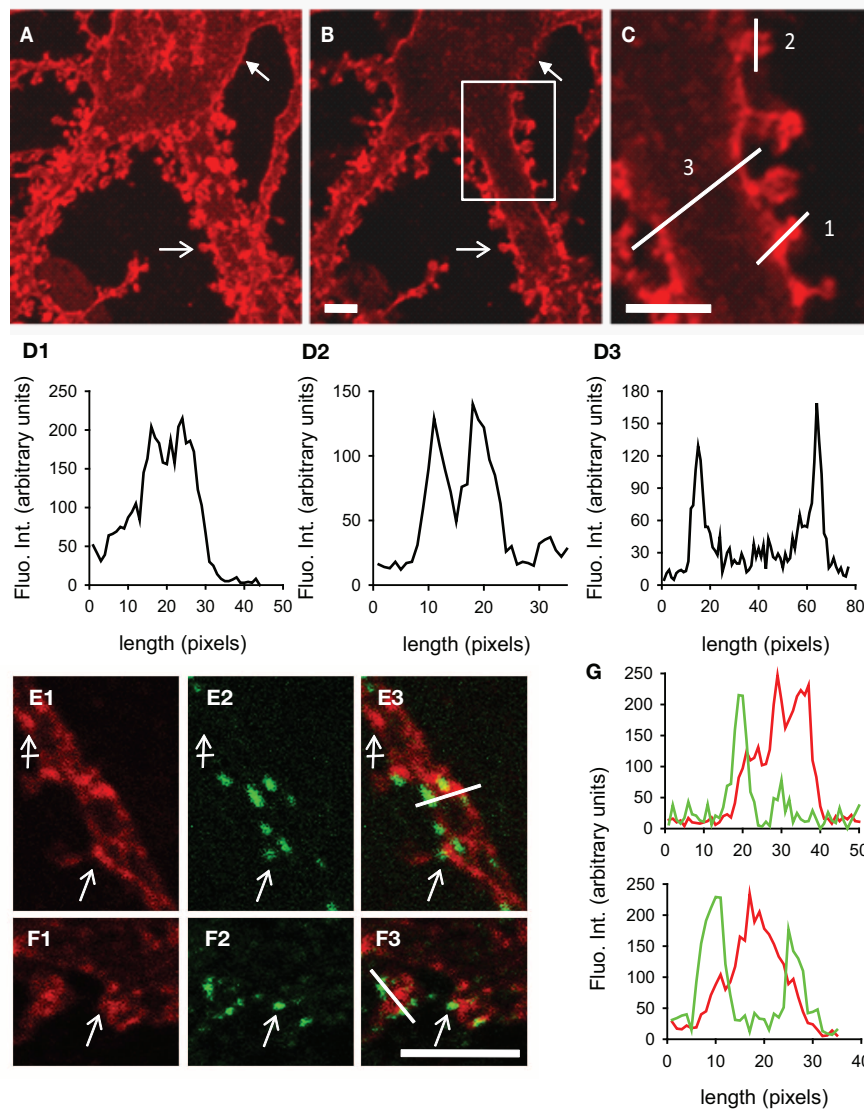 A
B
C
2
3
1
D1
D2
D3
Fluo. Int. (arbitrary units)
250
200
150
100
50
0
0 10 20 30 40 50
length (pixels)
Fluo. Int. (arbitrary units)
150
100
50
0
0 10 20 30
length (pixels)
Fluo. Int. (arbitrary units)
180
150
120
90
60
30
0
0 20 40 60 80
length (pixels)
E1
E2
E3
F1
F2
F3
G
Fluo. Int. (arbitrary units)
250
200
150
100
50
0
0 10 20 30 40 50
250
200
150
100
50
0
0 10 20 30 40
length (pixels)